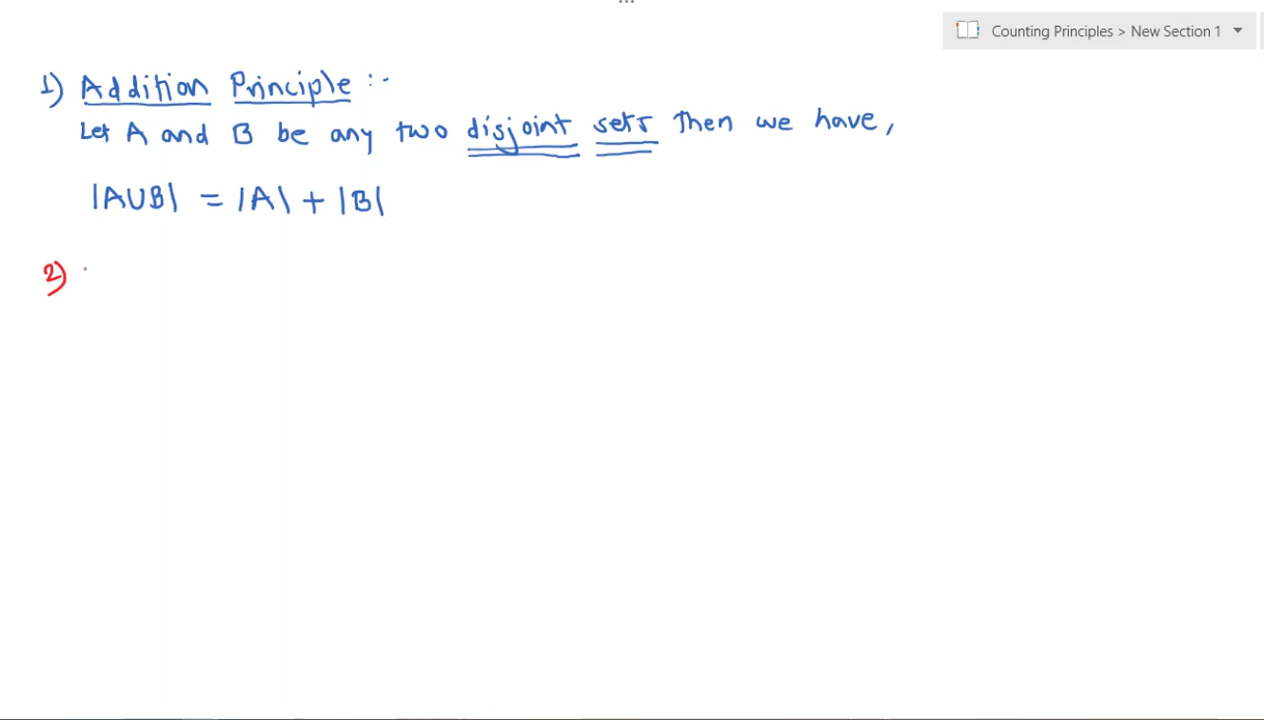 Counting Principles > New Section 1
1) Addition Principle :-
Let A and B be any two disjoint sets Then we have,
|A∪B| = |A| + |B|
2)